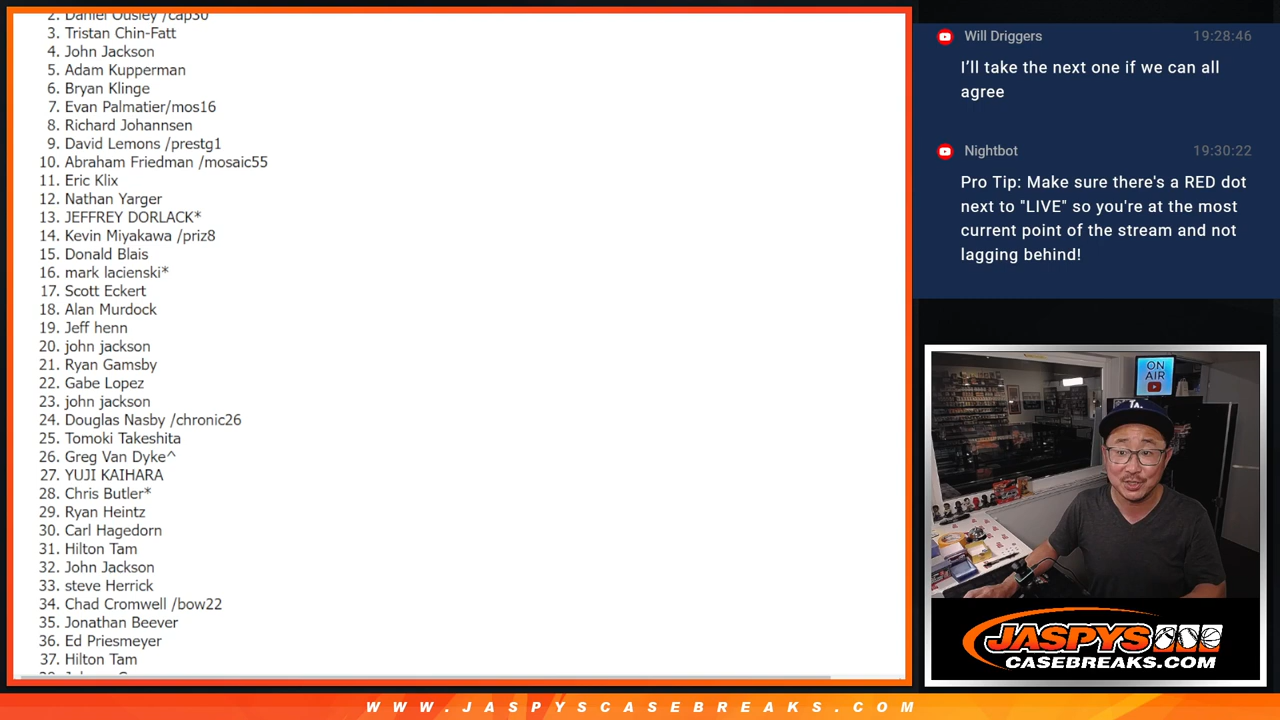 2. Daniel Ousley /cap30
3. Tristan Chin-Fatt
4. John Jackson
5. Adam Kupperman
6. Bryan Klinge
7. Evan Palmatier/mos16
8. Richard Johannsen
9. David Lemons /prestg1
10. Abraham Friedman /mosaic55
11. Eric Klix
12. Nathan Yarger
13. JEFFREY DORLACK*
14. Kevin Miyakawa /priz8
15. Donald Blais
16. mark lacienski*
17. Scott Eckert
18. Alan Murdock
19. Jeff henn
20. john jackson
21. Ryan Gamsby
22. Gabe Lopez
23. john jackson
24. Douglas Nasby /chronic26
25. Tomoki Takeshita
26. Greg Van Dyke^
27. YUJI KAIHARA
28. Chris Butler*
29. Ryan Heintz
30. Carl Hagedorn
31. Hilton Tam
32. John Jackson
33. steve Herrick
34. Chad Cromwell /bow22
35. Jonathan Beever
36. Ed Priesmeyer
37. Hilton Tam
Will Driggers 19:28:46
I'll take the next one if we can all
agree
Nightbot 19:30:22
Pro Tip: Make sure there's a RED dot
next to "LIVE" so you're at the most
current point of the stream and not
lagging behind!
ON
AIR
JASPYS
CASEBREAKS.COM
WWW.JASPYSCASEBREAKS.COM